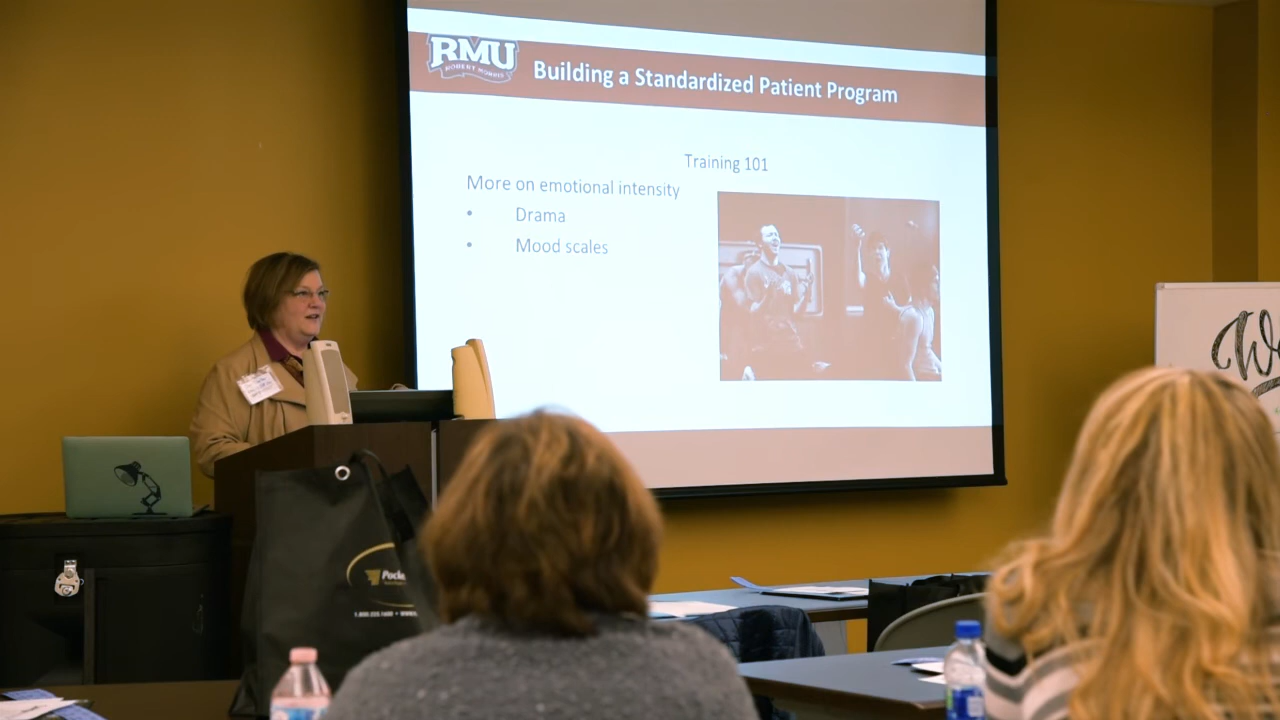 RMU
ROBERT MORRIS
Building a Standardized Patient Program
Training 101
More on emotional intensity
• Drama
• Mood scales